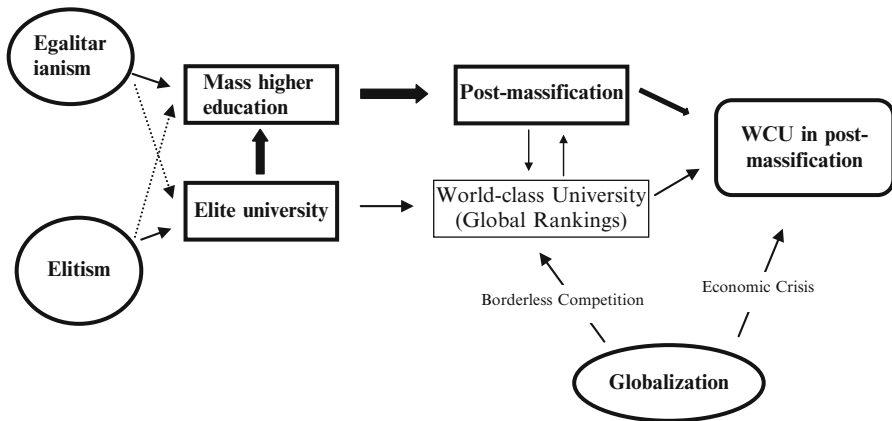 Egalitar
ianism
Mass higher
education
Post-massification
WCU in post-
massification
Elite university
World-class University
(Global Rankings)
Elitism
Borderless Competition
Economic Crisis
Globalization